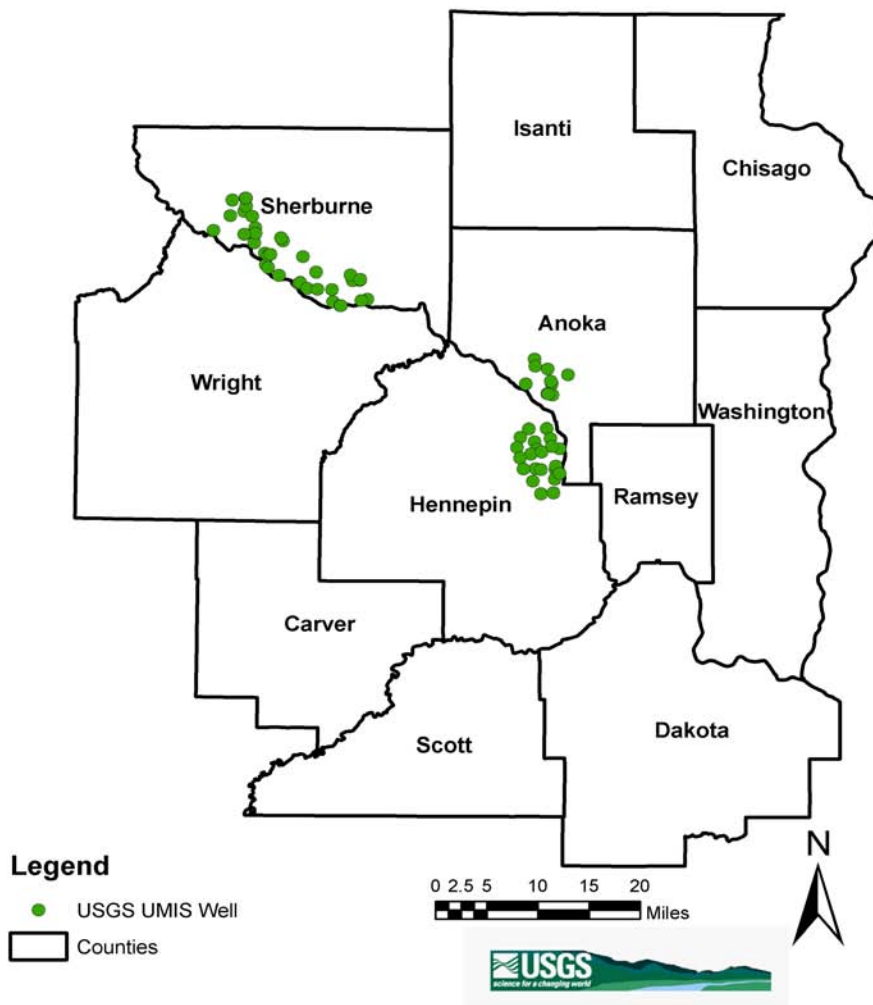 Isanti
Chisago
Sherburne
Anoka
Wright
Washington
Hennepin
Ramsey
Carver
Scott
Dakota
N
Legend
USGS UMIS Well
Counties
0 2.5 5 10 15 20
Miles
USGS
science for a changing world